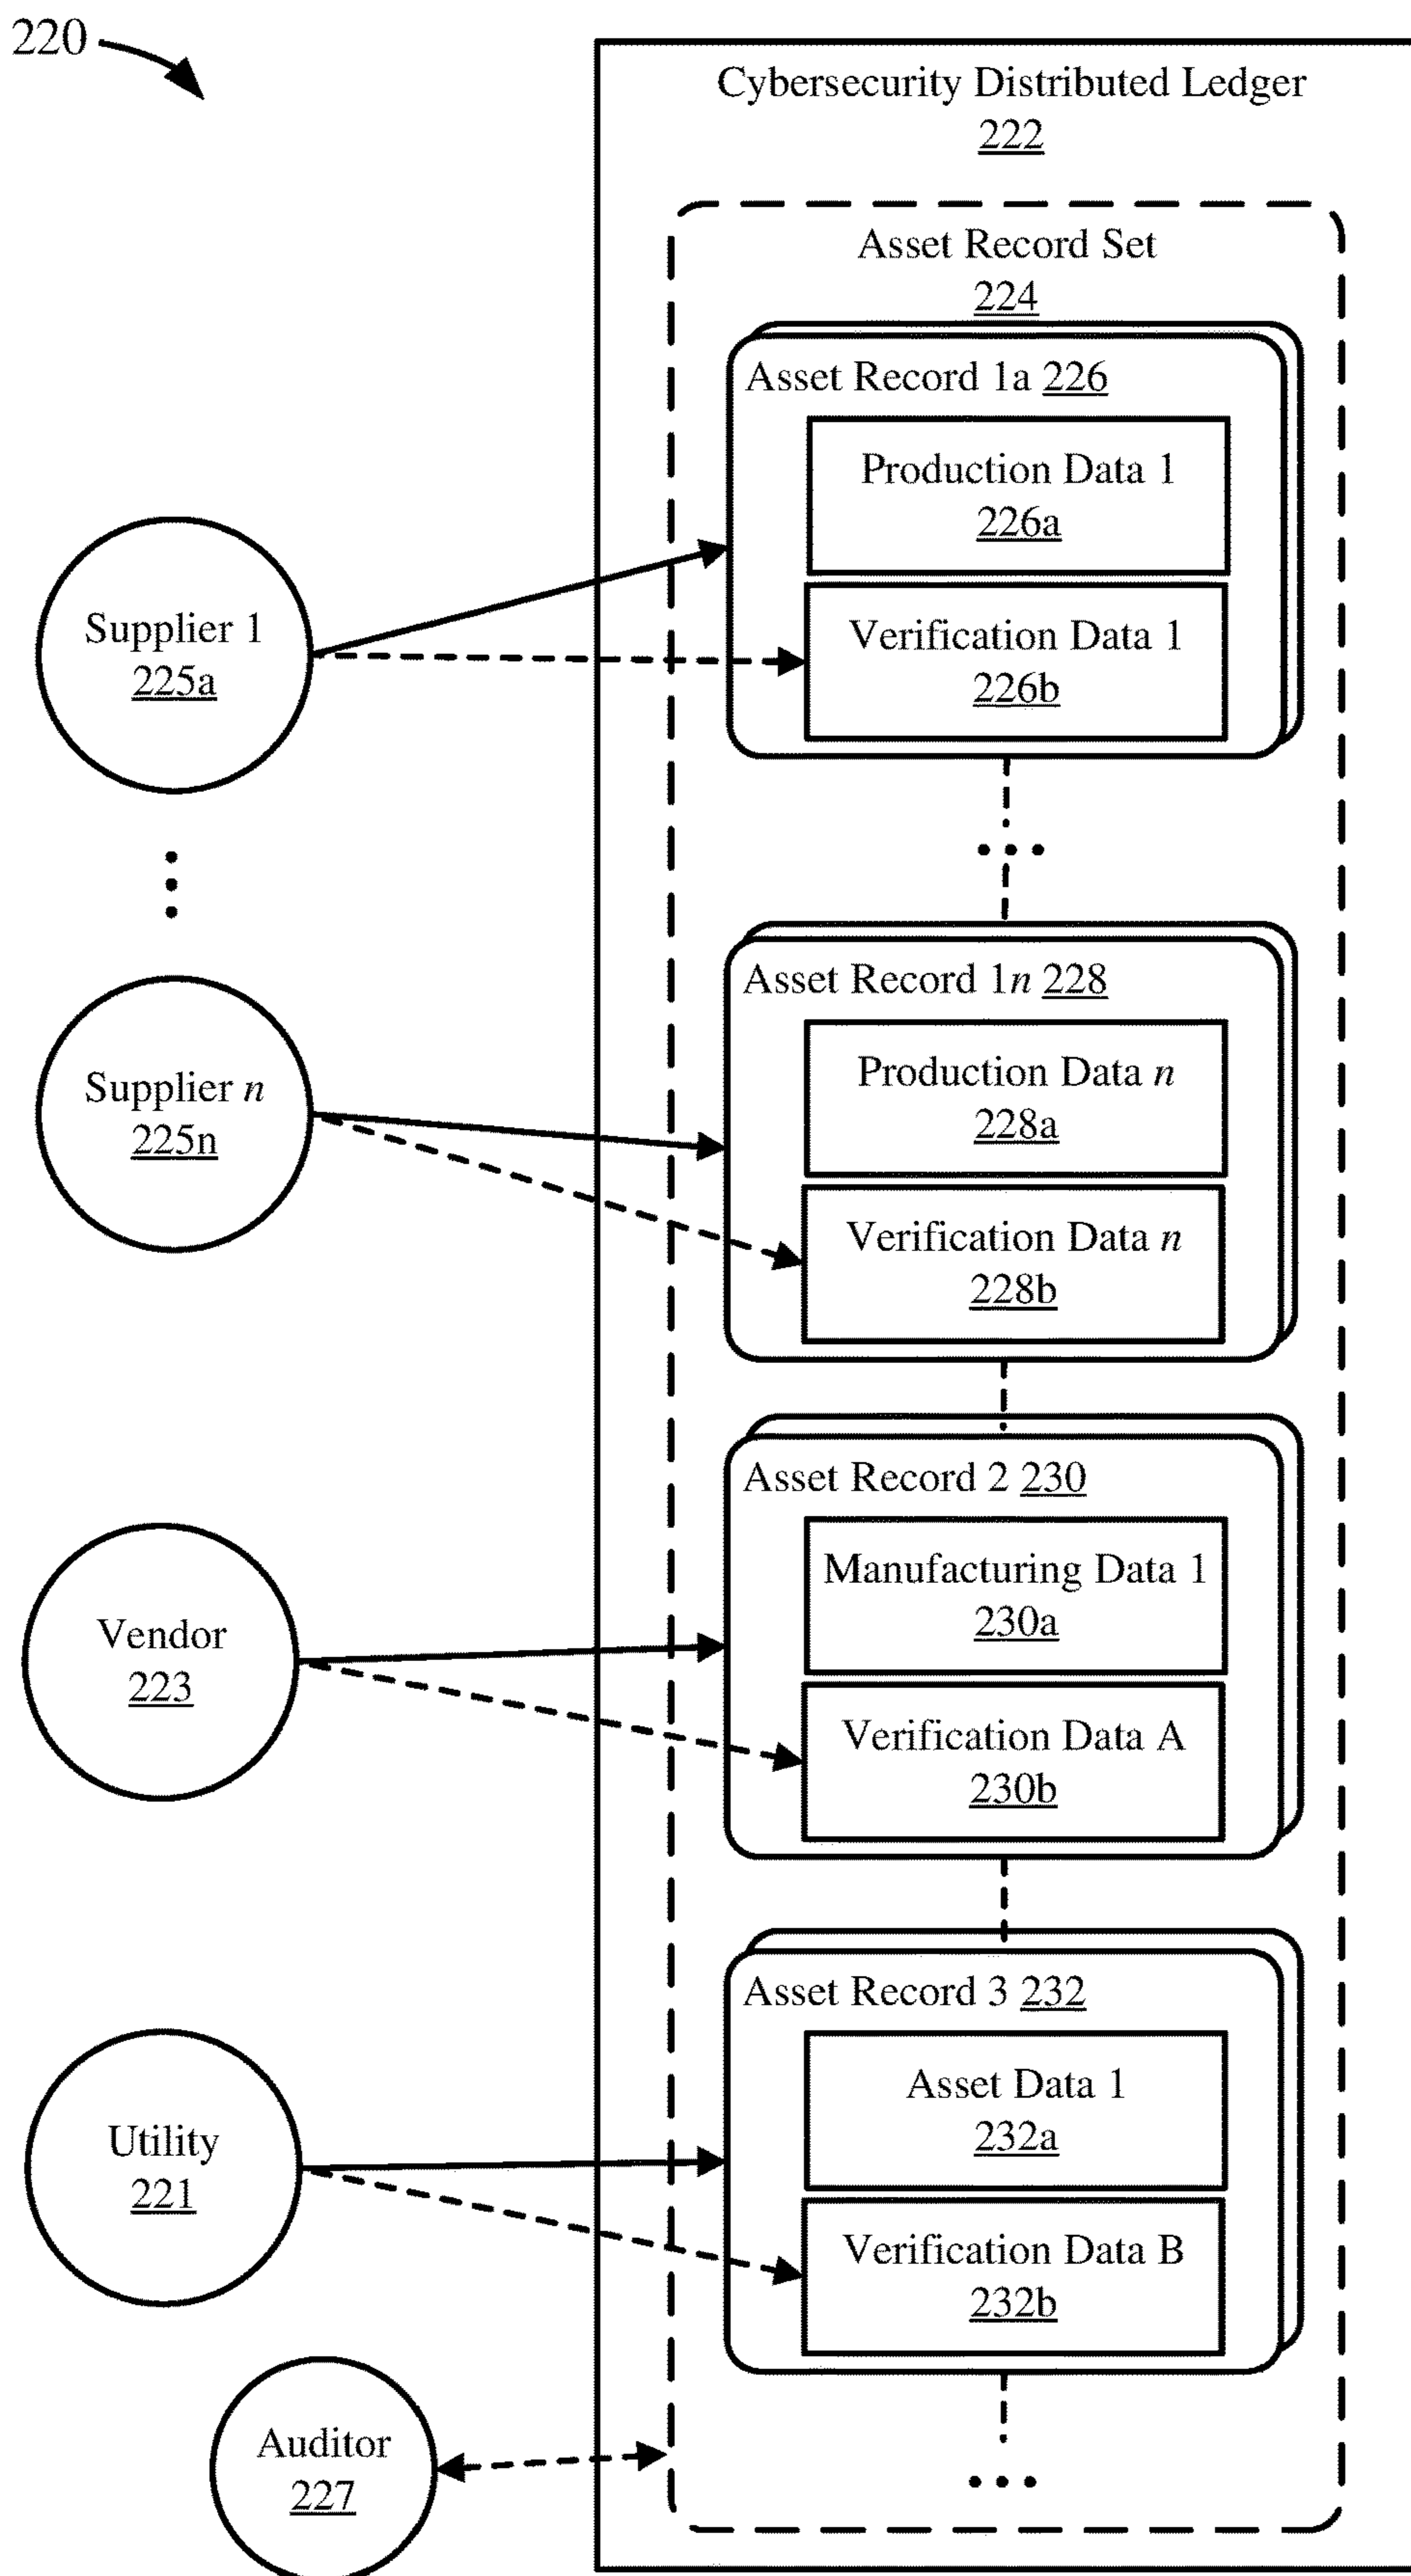 220
Cybersecurity Distributed Ledger
222
Asset Record Set
224
Asset Record 1a 226
Production Data 1
226a
Verification Data 1
226b
Supplier 1
225a
Asset Record 1n 228
Production Data n
228a
Verification Data n
228b
Supplier n
225n
Asset Record 2 230
Manufacturing Data 1
230a
Verification Data A
230b
Vendor
223
Asset Record 3 232
Asset Data 1
232a
Verification Data B
232b
Utility
221
Auditor
227